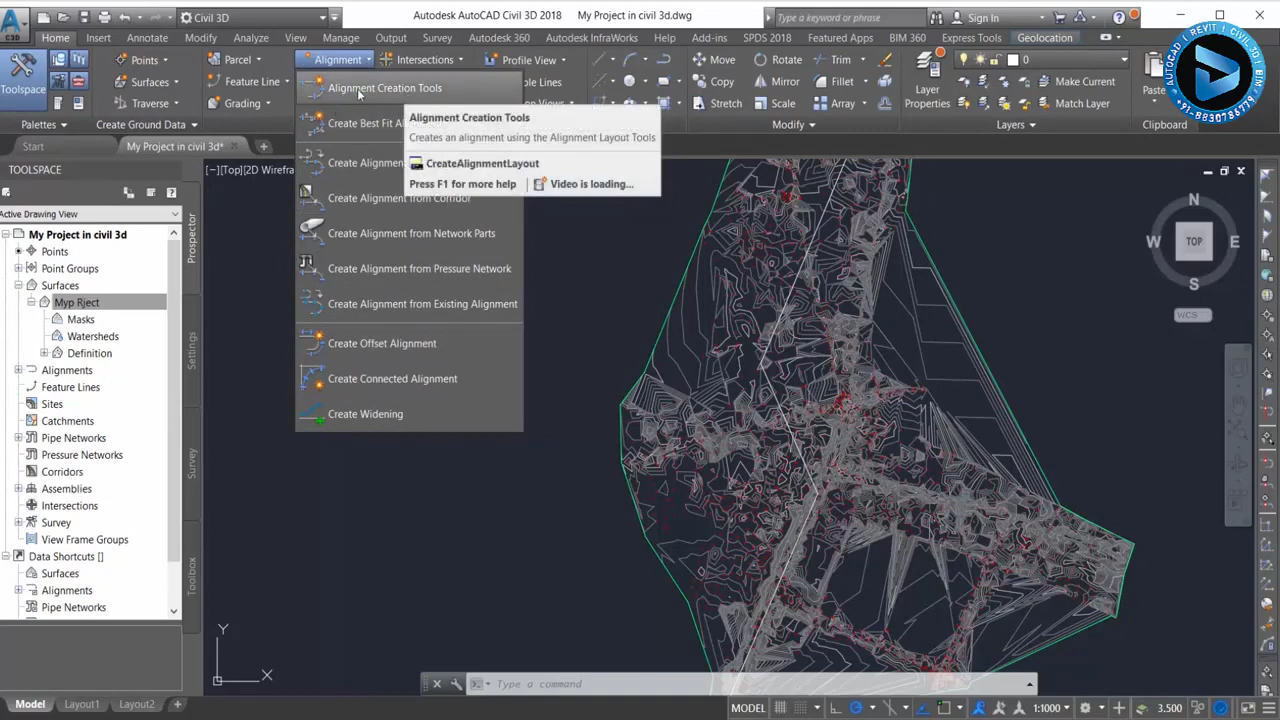 Civil 3D
Autodesk AutoCAD Civil 3D 2018 My Project in civil 3d.dwg
Type a keyword or phrase
Sign In
C3D
Home Insert Annotate Modify Analyze View Manage Output Survey Autodesk 360 Autodesk InfraWorks Help Add-ins SPDS 2018 Featured Apps BIM 360 Express Tools Geolocation
Toolspace
Points
Surfaces
Traverse
Parcel
Feature Line
Grading
Alignment
Intersections
Profile View
Move Rotate Trim
Copy Mirror Fillet
Stretch Scale Array
Layer
Properties
0
Make Current
Match Layer
Paste
Palettes Create Ground Data Modify Layers Clipboard
AUTOCAD | REVIT | CIVIL 3D
+91-8830786779
Start My Project in civil 3d*
Alignment Creation Tools
Create Best Fit
Create Alignment
Create Alignment from Corridor
Create Alignment from Network Parts
Create Alignment from Pressure Network
Create Alignment from Existing Alignment
Create Offset Alignment
Create Connected Alignment
Create Widening
Alignment Creation Tools
Creates an alignment using the Alignment Layout Tools
CreateAlignmentLayout
Press F1 for more help Video is loading...
TOOLSPACE
[−][Top][2D Wirefra
Active Drawing View
My Project in civil 3d
Points
Point Groups
Surfaces
Myp Rject
Masks
Watersheds
Definition
Alignments
Feature Lines
Sites
Catchments
Pipe Networks
Pressure Networks
Corridors
Assemblies
Intersections
Survey
View Frame Groups
Data Shortcuts []
Surfaces
Alignments
Pipe Networks
Prospector
Settings
Survey
Toolbox
N
W TOP E
S
WCS
Y
X
Type a command
Model Layout1 Layout2 +
MODEL 1:1000 3.500